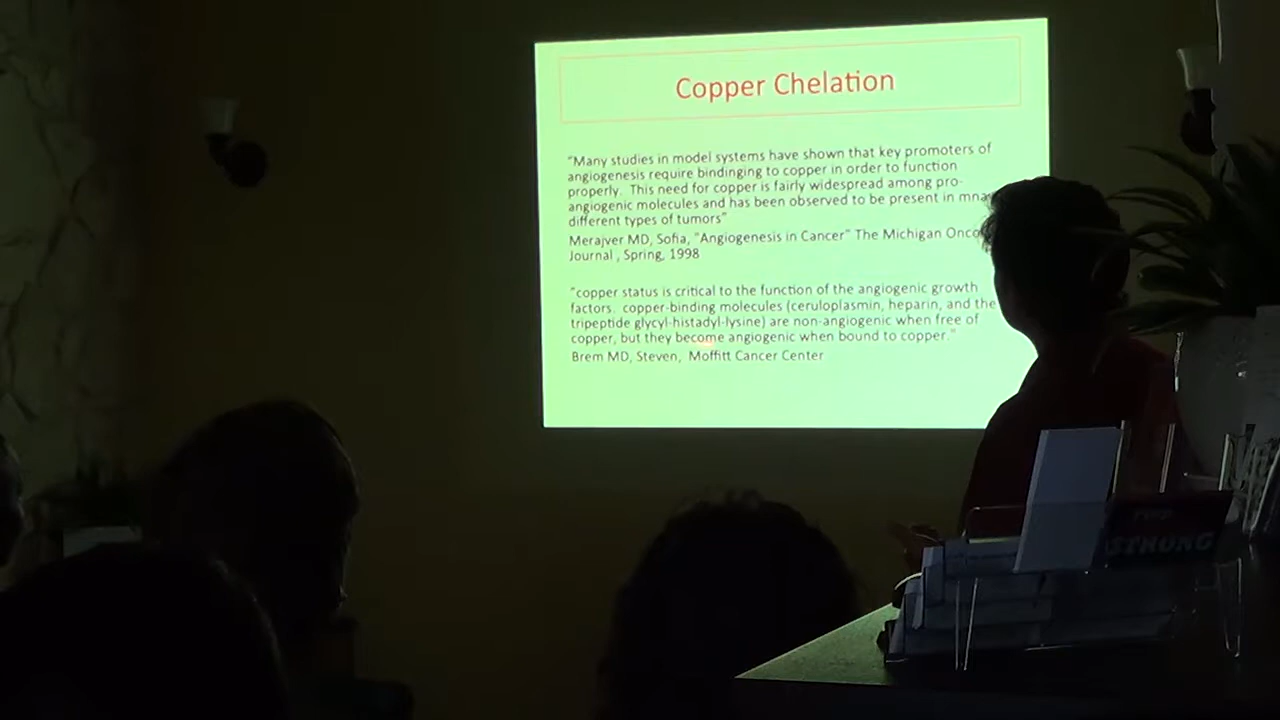 Copper Chelation
"Many studies in model systems have shown that key promoters of
angiogenesis require bindinging to copper in order to function
properly. This need for copper is fairly widespread among pro-
angiogenic molecules and has been observed to be present in
different types of tumors"
Merajver MD, Sofia, "Angiogenesis in Cancer" The Michigan
Journal , Spring, 1998
"copper status is critical to the function of the angiogenic growth
factors. copper-binding molecules (ceruloplasmin, heparin, and the
tripeptide glycyl-histadyl-lysine) are non-angiogenic when free of
copper, but they become angiogenic when bound to copper."
Brem MD, Steven, Moffitt Cancer Center
STRONG